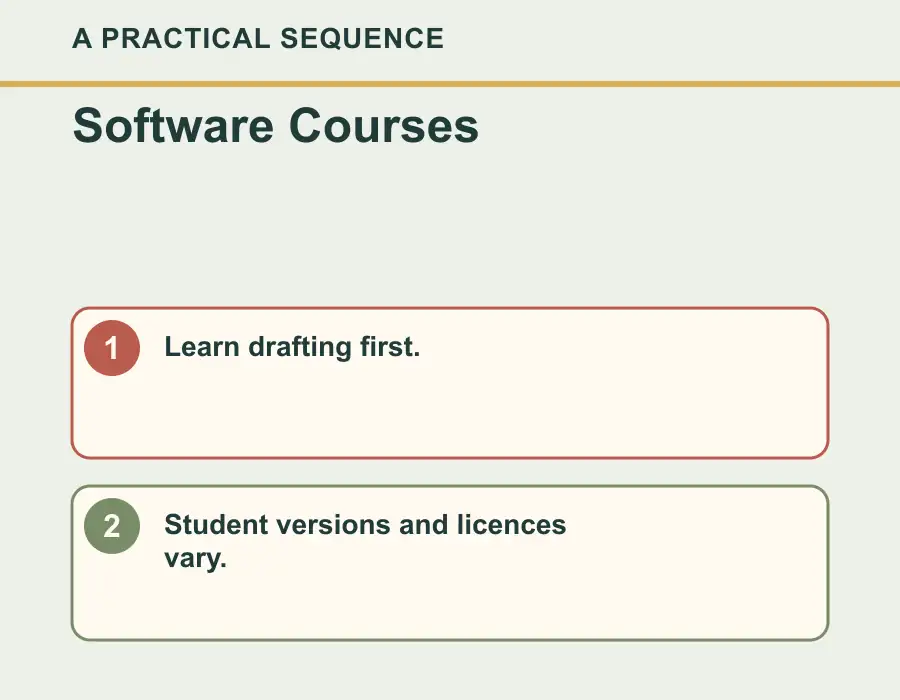 A PRACTICAL SEQUENCE
Software Courses
1
Learn drafting first.
2
Student versions and licences
vary.